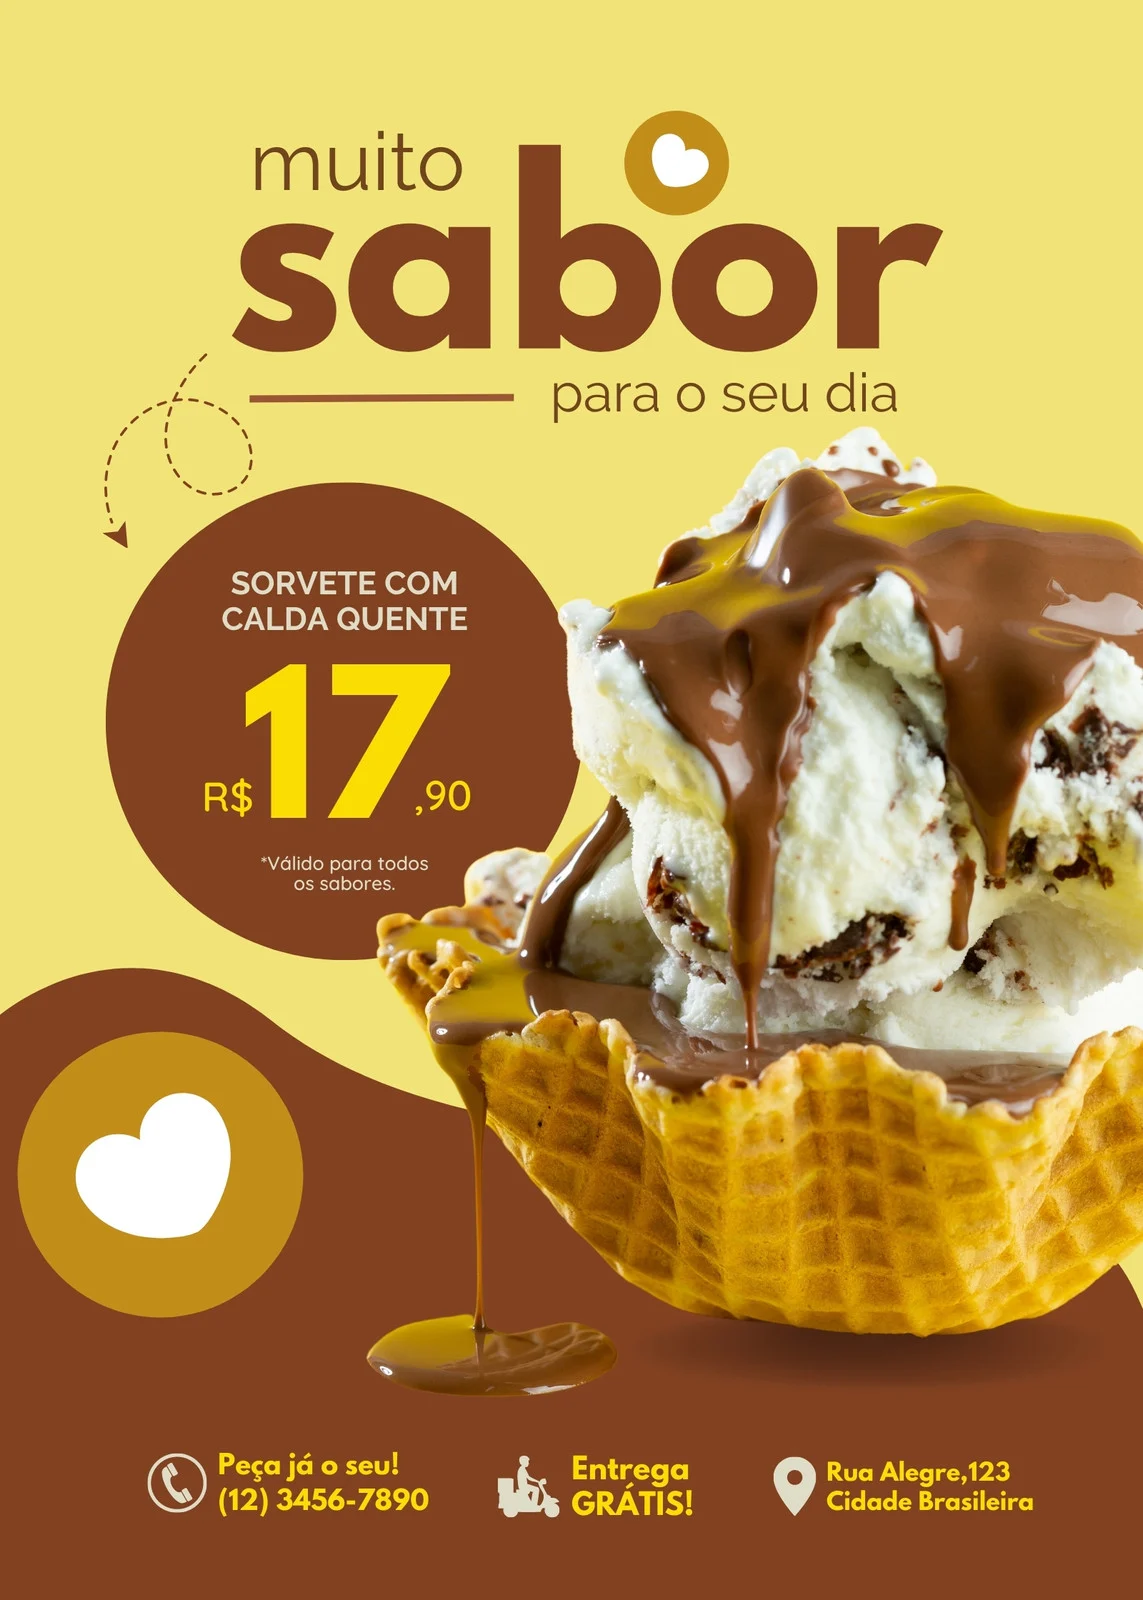 muito
sabor
para o seu dia
SORVETE COM
CALDA QUENTE
R$17,90
*Válido para todos
os sabores.
Peça já o seu!
(12) 3456-7890
Entrega
GRÁTIS!
Rua Alegre,123
Cidade Brasileira